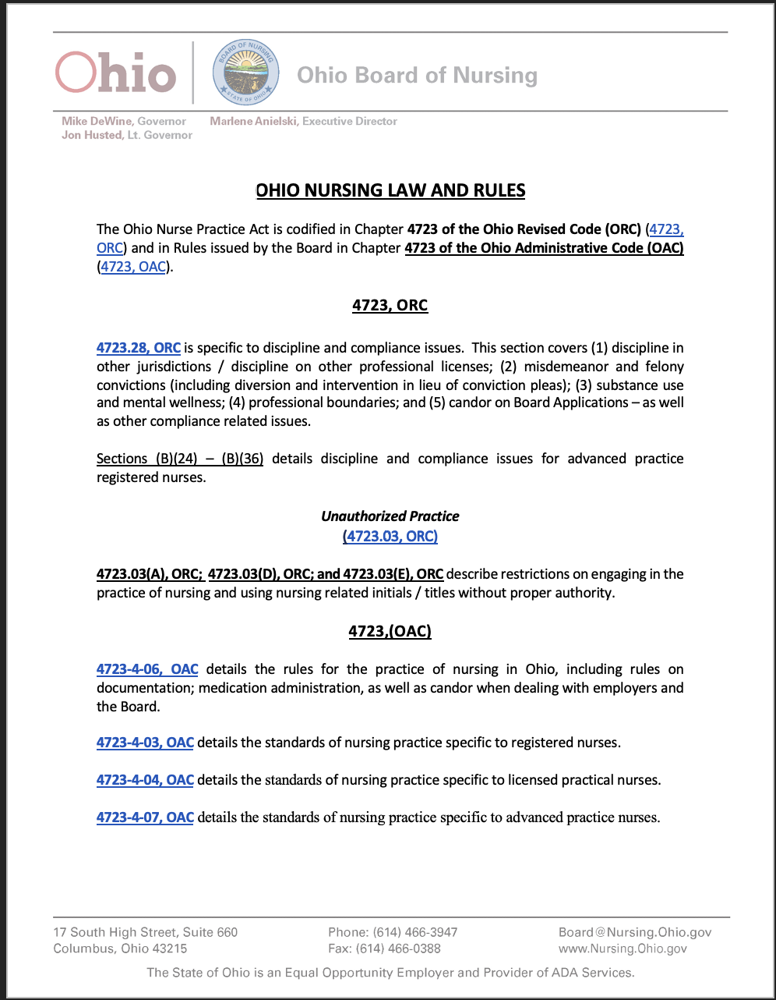 Ohio
BOARD OF NURSING
STATE OF OHIO
Ohio Board of Nursing
Mike DeWine, Governor
Marlene Anielski, Executive Director
Jon Husted, Lt. Governor
OHIO NURSING LAW AND RULES
The Ohio Nurse Practice Act is codified in Chapter 4723 of the Ohio Revised Code (ORC) (4723,
ORC) and in Rules issued by the Board in Chapter 4723 of the Ohio Administrative Code (OAC)
(4723, OAC).
4723, ORC
4723.28, ORC is specific to discipline and compliance issues. This section covers (1) discipline in
other jurisdictions / discipline on other professional licenses; (2) misdemeanor and felony
convictions (including diversion and intervention in lieu of conviction pleas); (3) substance use
and mental wellness; (4) professional boundaries; and (5) candor on Board Applications – as well
as other compliance related issues.
Sections (B)(24) – (B)(36) details discipline and compliance issues for advanced practice
registered nurses.
Unauthorized Practice
(4723.03, ORC)
4723.03(A), ORC; 4723.03(D), ORC; and 4723.03(E), ORC describe restrictions on engaging in the
practice of nursing and using nursing related initials / titles without proper authority.
4723,(OAC)
4723-4-06, OAC details the rules for the practice of nursing in Ohio, including rules on
documentation; medication administration, as well as candor when dealing with employers and
the Board.
4723-4-03, OAC details the standards of nursing practice specific to registered nurses.
4723-4-04, OAC details the standards of nursing practice specific to licensed practical nurses.
4723-4-07, OAC details the standards of nursing practice specific to advanced practice nurses.
17 South High Street, Suite 660
Phone: (614) 466-3947
Board@Nursing.Ohio.gov
Columbus, Ohio 43215
Fax: (614) 466-0388
www.Nursing.Ohio.gov
The State of Ohio is an Equal Opportunity Employer and Provider of ADA Services.